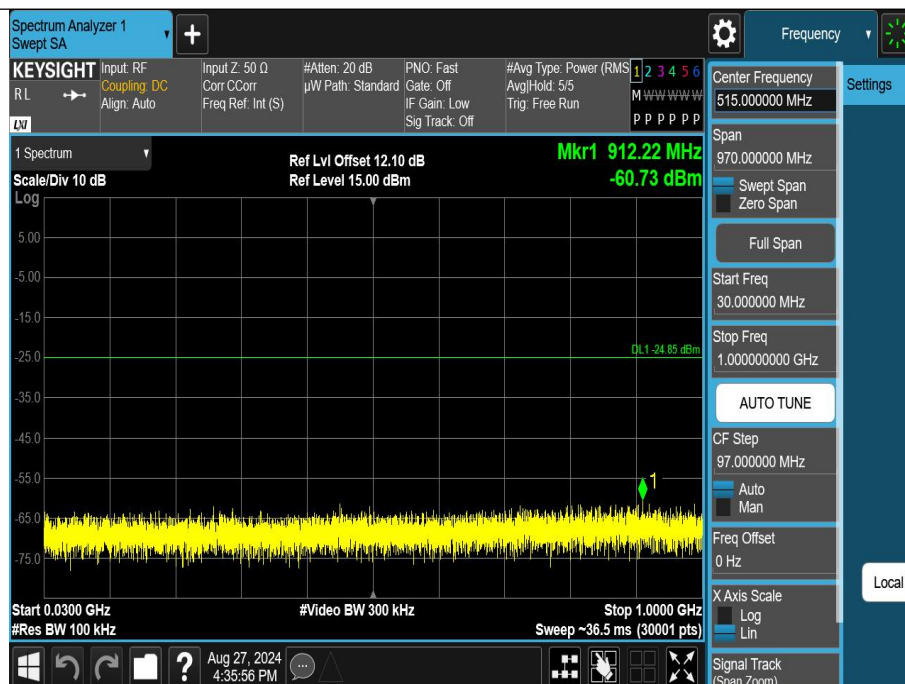 Spectrum Analyzer 1
Swept SA
+
Frequency
KEYSIGHT
RL
LXI
Input: RF
Coupling: DC
Align: Auto
Input Z: 50 Ω
Corr CCorr
Freq Ref: Int (S)
#Atten: 20 dB
µW Path: Standard
PNO: Fast
Gate: Off
IF Gain: Low
Sig Track: Off
#Avg Type: Power (RMS
Avg|Hold: 5/5
Trig: Free Run
1 2 3 4 5 6
M W W W W W
P P P P P P
1 Spectrum
Scale/Div 10 dB
Log
Ref Lvl Offset 12.10 dB
Ref Level 15.00 dBm
Mkr1 912.22 MHz
-60.73 dBm
5.00
-5.00
-15.0
-25.0
DL1 -24.85 dBm
-35.0
-45.0
-55.0
1
-65.0
-75.0
Start 0.0300 GHz
#Res BW 100 kHz
#Video BW 300 kHz
Stop 1.0000 GHz
Sweep ~36.5 ms (30001 pts)
?
Aug 27, 2024
4:35:56 PM
Center Frequency
515.000000 MHz
Span
970.000000 MHz
Swept Span
Zero Span
Full Span
Start Freq
30.000000 MHz
Stop Freq
1.000000000 GHz
AUTO TUNE
CF Step
97.000000 MHz
Auto
Man
Freq Offset
0 Hz
X Axis Scale
Log
Lin
Signal Track
(Span Zoom)
Settings
Local